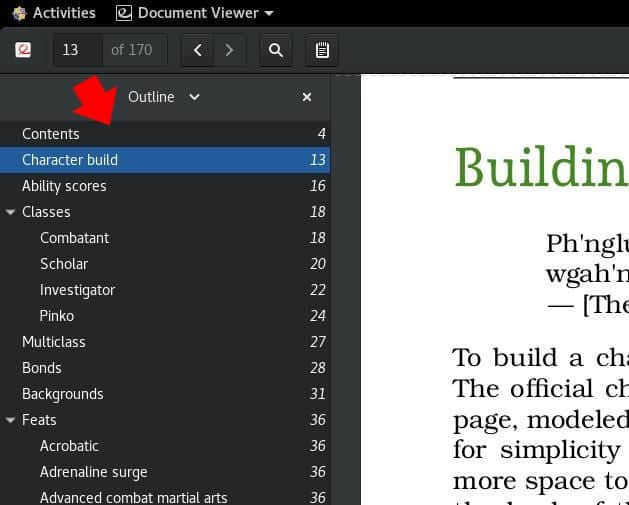 Activities Document Viewer
13 of 170
Outline
Contents 4
Character build 13
Ability scores 16
Classes 18
Combatant 18
Scholar 20
Investigator 22
Pinko 24
Multiclass 27
Bonds 28
Backgrounds 31
Feats 36
Acrobatic 36
Adrenaline surge 36
Advanced combat martial arts 36
Buildin
Ph'nglu
wgah'n
— [The
To build a cha
The official ch
page, modeled
for simplicity
more space to